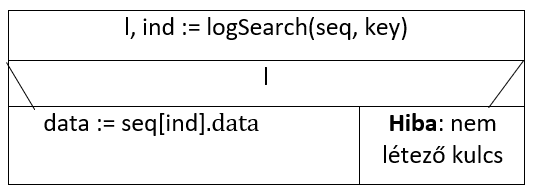 l, ind := logSearch(seq, key)
l
data := seq[ind].data
Hiba: nem
létező kulcs